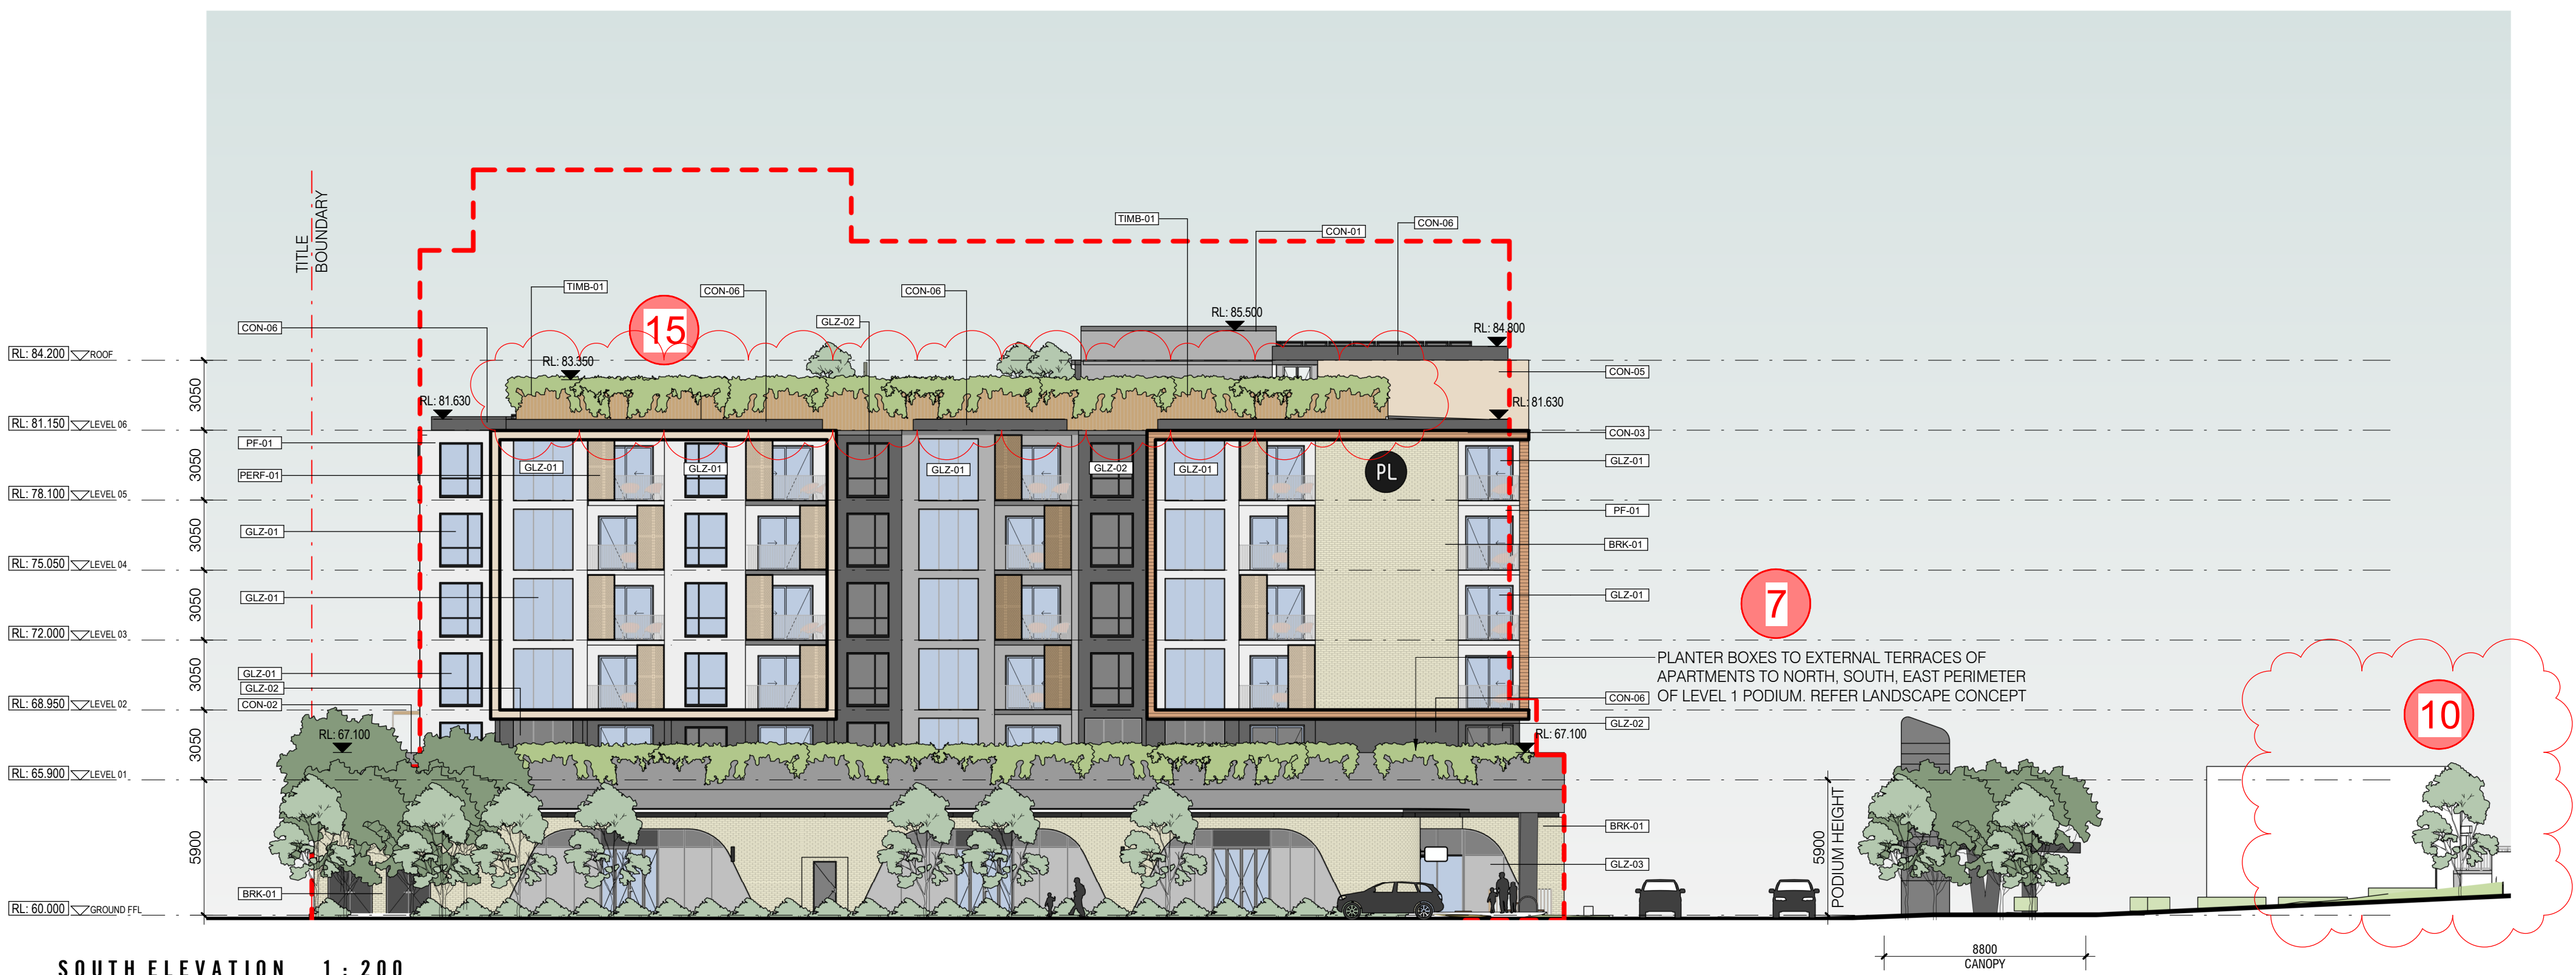 TITLE
BOUNDARY
TIMB-01
CON-01
CON-06
TIMB-01
CON-06
CON-06
GLZ-02
CON-06
15
RL: 85.500
RL: 84.800
RL: 84.200 ROOF
RL: 83.350
3050
CON-05
RL: 81.630
RL: 81.630
RL: 81.150 LEVEL 06
CON-03
PF-01
3050
PERF-01
GLZ-01
GLZ-01
GLZ-01
GLZ-02
GLZ-01
PL
GLZ-01
RL: 78.100 LEVEL 05
PF-01
GLZ-01
3050
BRK-01
RL: 75.050 LEVEL 04
GLZ-01
3050
GLZ-01
7
RL: 72.000 LEVEL 03
PLANTER BOXES TO EXTERNAL TERRACES OF
APARTMENTS TO NORTH, SOUTH, EAST PERIMETER
OF LEVEL 1 PODIUM. REFER LANDSCAPE CONCEPT
GLZ-01
3050
GLZ-02
CON-06
RL: 68.950 LEVEL 02
CON-02
GLZ-02
10
RL: 67.100
RL: 67.100
3050
RL: 65.900 LEVEL 01
BRK-01
5900
5900
PODIUM HEIGHT
GLZ-03
BRK-01
RL: 60.000 GROUND FFL
8800
CANOPY
SOUTH ELEVATION 1 : 200